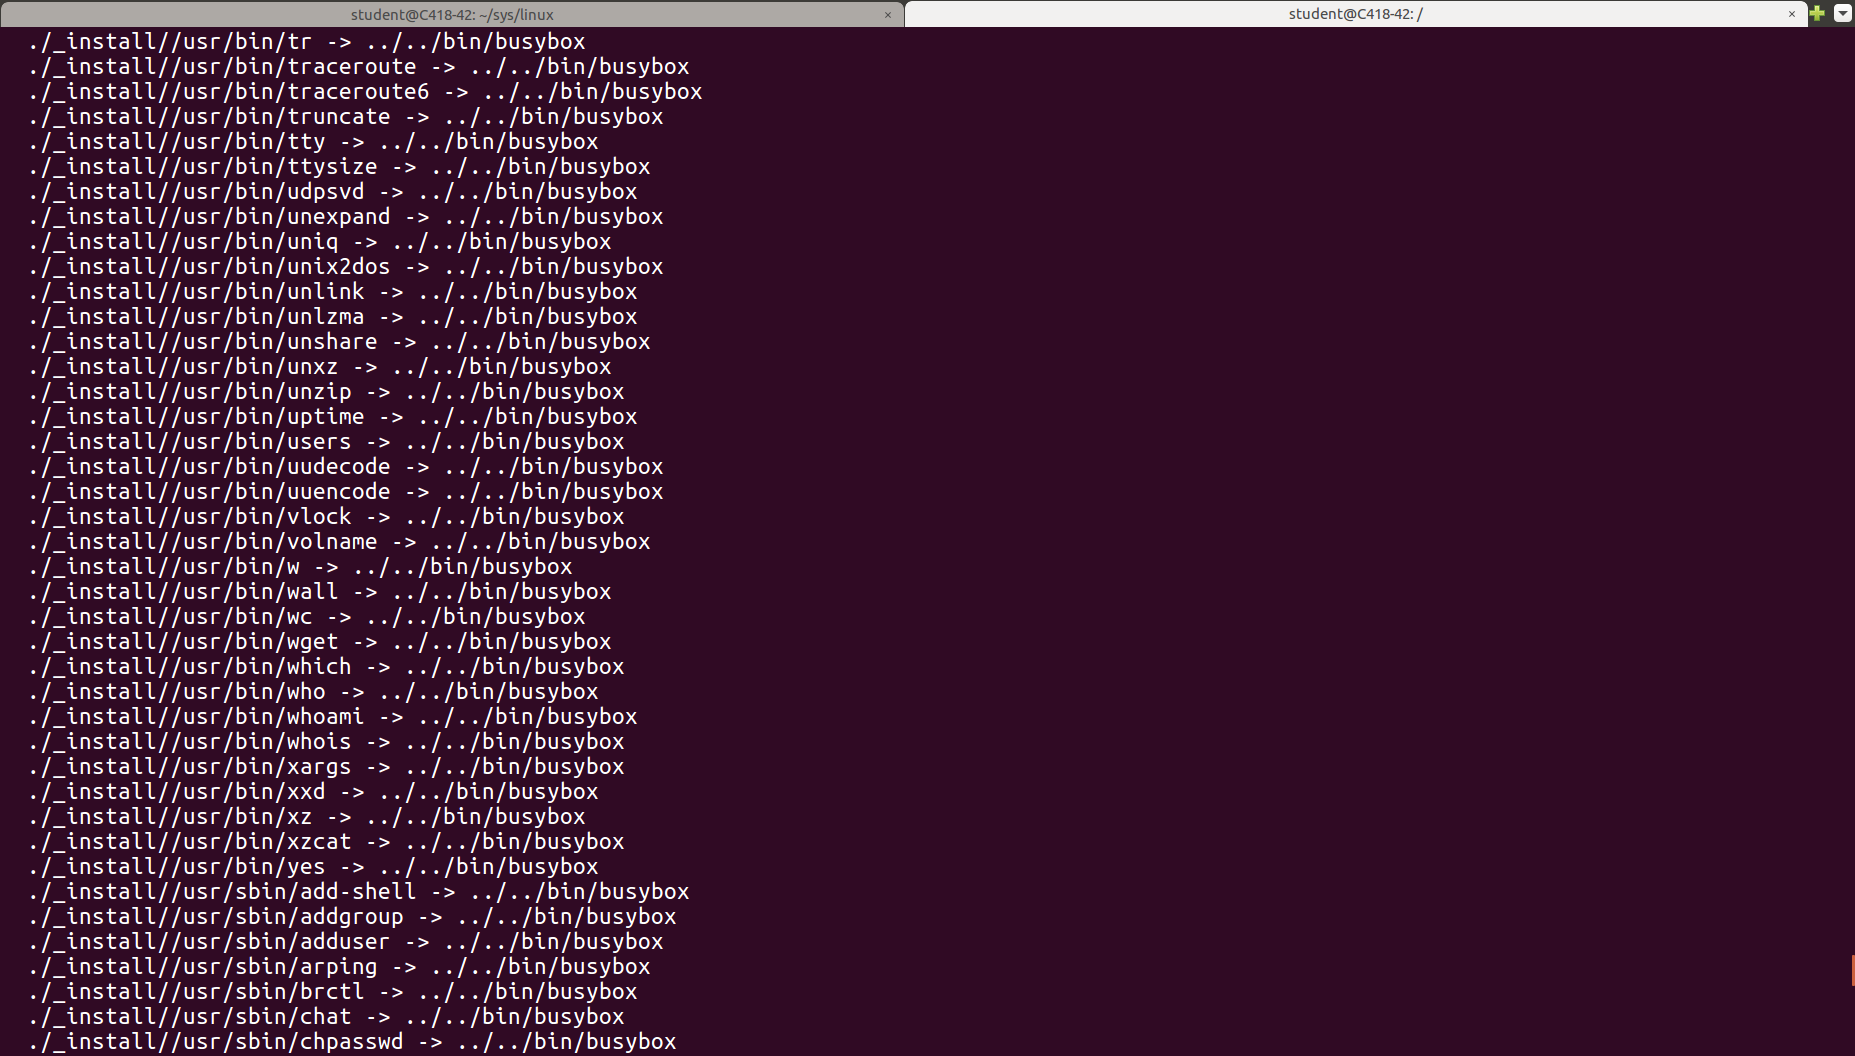 student@C418-42: ~/sys/linux × student@C418-42: / ×
./_install//usr/bin/tr -> ../../bin/busybox
./_install//usr/bin/traceroute -> ../../bin/busybox
./_install//usr/bin/traceroute6 -> ../../bin/busybox
./_install//usr/bin/truncate -> ../../bin/busybox
./_install//usr/bin/tty -> ../../bin/busybox
./_install//usr/bin/ttysize -> ../../bin/busybox
./_install//usr/bin/udpsvd -> ../../bin/busybox
./_install//usr/bin/unexpand -> ../../bin/busybox
./_install//usr/bin/uniq -> ../../bin/busybox
./_install//usr/bin/unix2dos -> ../../bin/busybox
./_install//usr/bin/unlink -> ../../bin/busybox
./_install//usr/bin/unlzma -> ../../bin/busybox
./_install//usr/bin/unshare -> ../../bin/busybox
./_install//usr/bin/unxz -> ../../bin/busybox
./_install//usr/bin/unzip -> ../../bin/busybox
./_install//usr/bin/uptime -> ../../bin/busybox
./_install//usr/bin/users -> ../../bin/busybox
./_install//usr/bin/uudecode -> ../../bin/busybox
./_install//usr/bin/uuencode -> ../../bin/busybox
./_install//usr/bin/vlock -> ../../bin/busybox
./_install//usr/bin/volname -> ../../bin/busybox
./_install//usr/bin/w -> ../../bin/busybox
./_install//usr/bin/wall -> ../../bin/busybox
./_install//usr/bin/wc -> ../../bin/busybox
./_install//usr/bin/wget -> ../../bin/busybox
./_install//usr/bin/which -> ../../bin/busybox
./_install//usr/bin/who -> ../../bin/busybox
./_install//usr/bin/whoami -> ../../bin/busybox
./_install//usr/bin/whois -> ../../bin/busybox
./_install//usr/bin/xargs -> ../../bin/busybox
./_install//usr/bin/xxd -> ../../bin/busybox
./_install//usr/bin/xz -> ../../bin/busybox
./_install//usr/bin/xzcat -> ../../bin/busybox
./_install//usr/bin/yes -> ../../bin/busybox
./_install//usr/sbin/add-shell -> ../../bin/busybox
./_install//usr/sbin/addgroup -> ../../bin/busybox
./_install//usr/sbin/adduser -> ../../bin/busybox
./_install//usr/sbin/arping -> ../../bin/busybox
./_install//usr/sbin/brctl -> ../../bin/busybox
./_install//usr/sbin/chat -> ../../bin/busybox
./_install//usr/sbin/chpasswd -> ../../bin/busybox